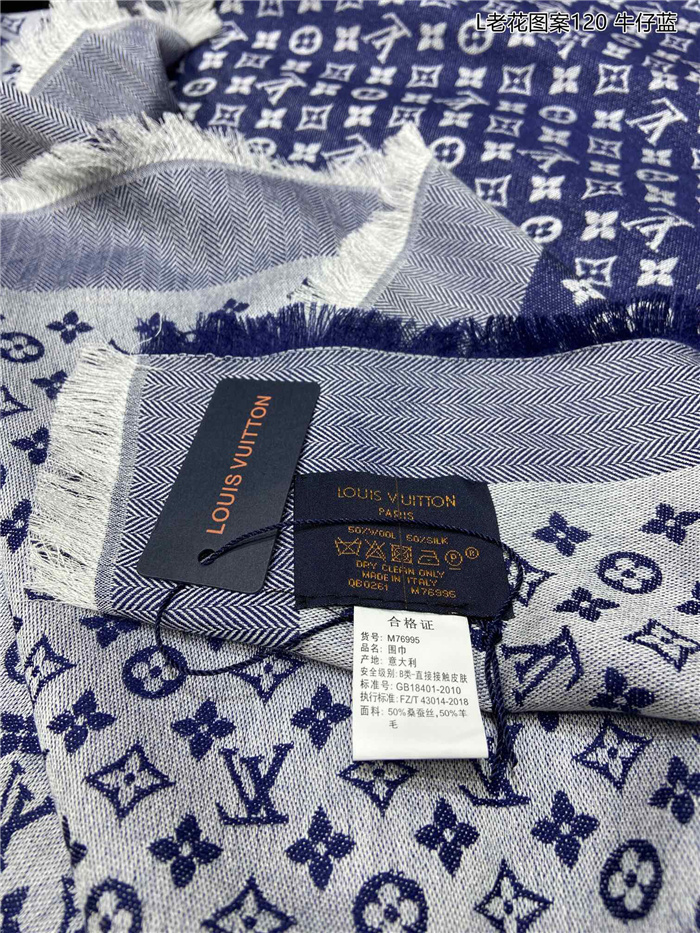 L老花图案120 牛仔蓝
LOUIS VUITTON
LOUIS VUITTON
PARIS
50%WOOL 50%SILK
P
DRY CLEAN ONLY
MADE IN ITALY
QB0261 M76995
合格证
货号: M76995
品名: 围巾
产地: 意大利
安全级别: B类-直接接触皮肤
标准号: GB18401-2010
执行标准: FZ/T 43014-2018
面料: 50%桑蚕丝,50%羊
毛